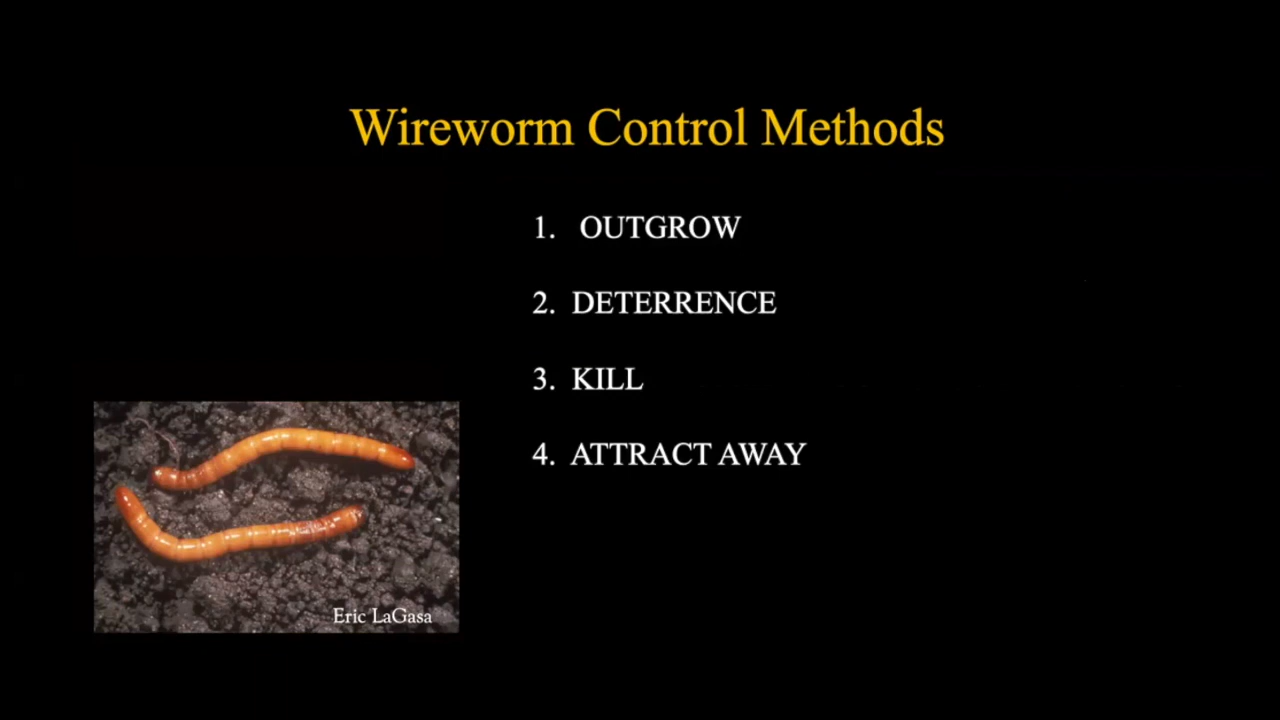 Wireworm Control Methods
1. OUTGROW
2. DETERRENCE
3. KILL
4. ATTRACT AWAY
Eric LaGasa